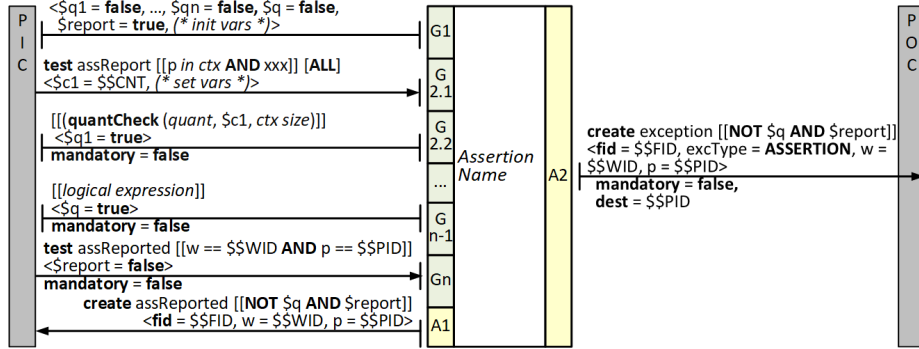 P
I
C
<$q1 = false, ..., $qn = false, $q = false,
$report = true, (* init vars *)>
G1
test assReport [[p in ctx AND xxx]] [ALL]
<$c1 = $$CNT, (* set vars *)>
G
2.1
[[(quantCheck (quant, $c1, ctx size)]]
<$q1 = true>
mandatory = false
G
2.2
...
[[logical expression]]
<$q = true>
mandatory = false
G
n-1
test assReported [[w == $$WID AND p == $$PID]]
<$report = false>
mandatory = false
Gn
create assReported [[NOT $q AND $report]]
<fid = $$FID, w = $$WID, p = $$PID>
A1
Assertion
Name
A2
create exception [[NOT $q AND $report]]
<fid = $$FID, excType = ASSERTION, w =
$$WID, p = $$PID>
mandatory = false,
dest = $$PID
P
O
C